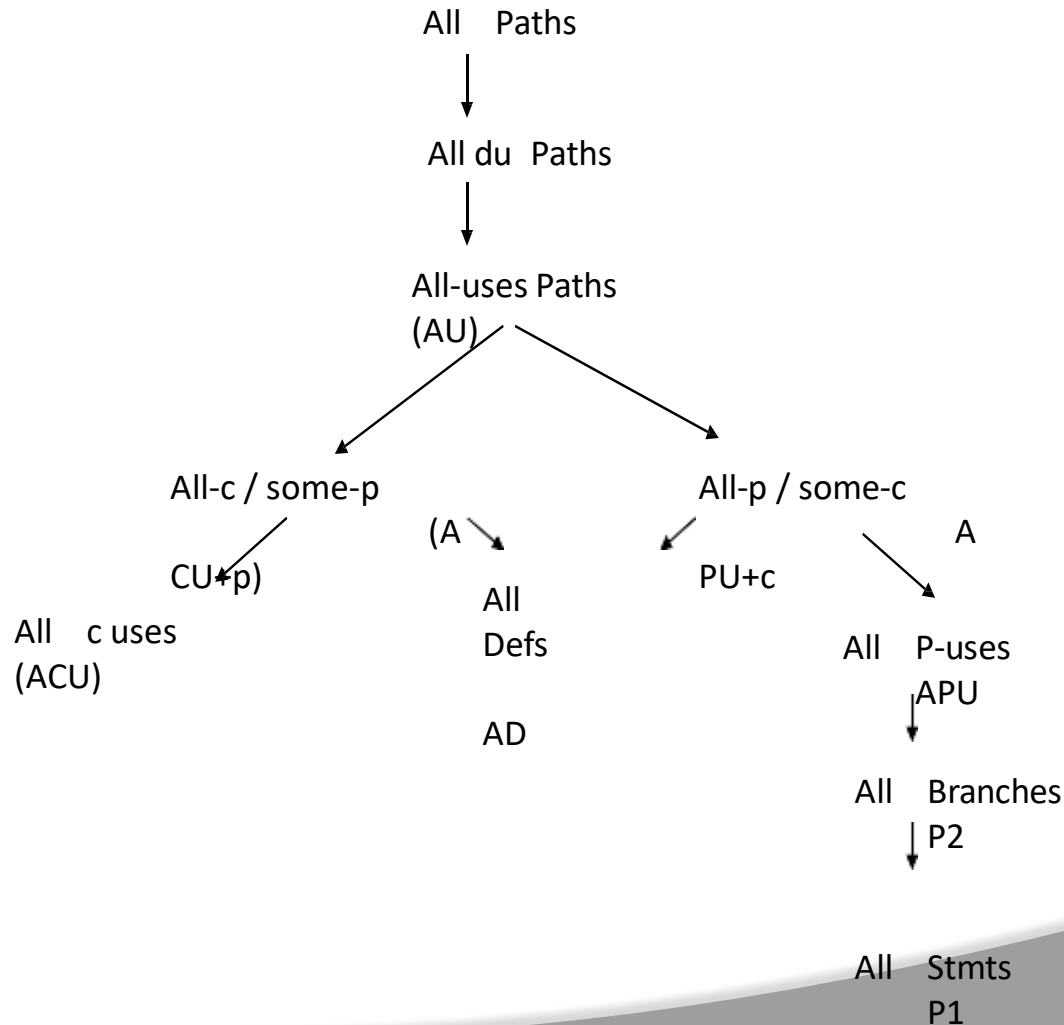 All Paths
All du Paths
All-uses Paths
(AU)
All-c / some-p
(A
CU+p)
All-p / some-c
A
PU+c
All c uses
(ACU)
All
Defs
AD
All P-uses
APU
All Branches
P2
All Stmts
P1